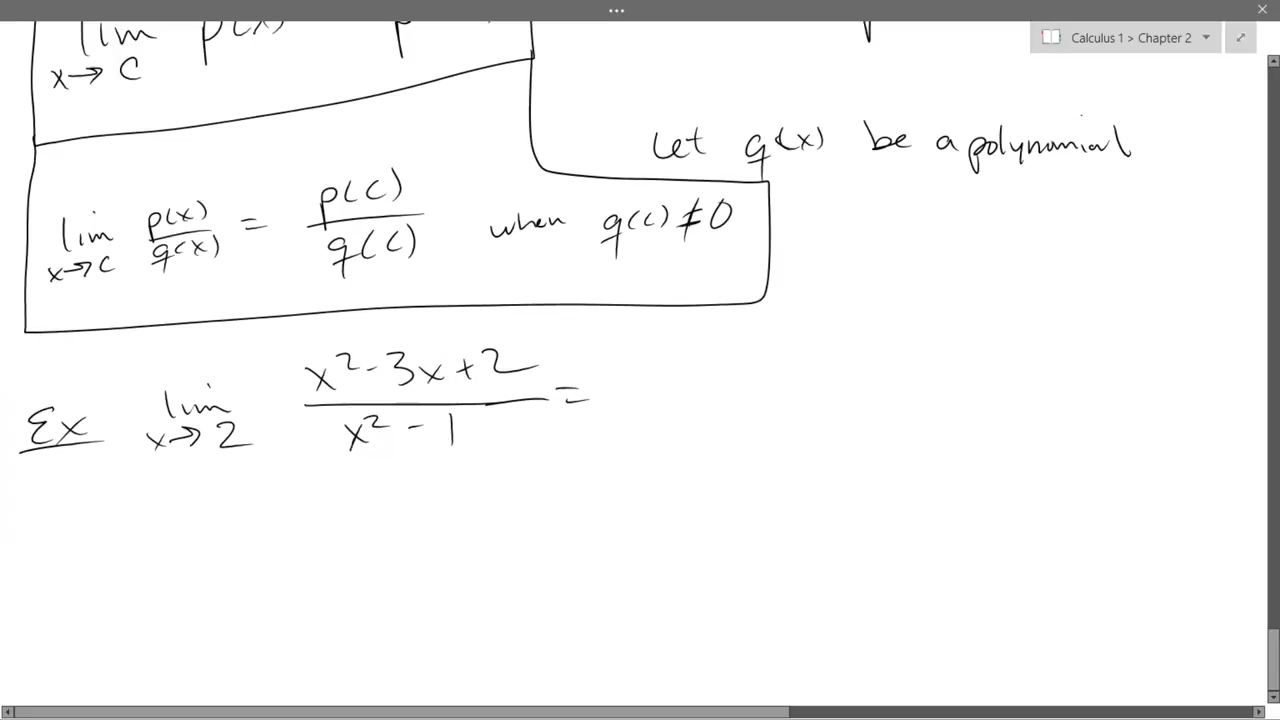 Calculus 1 > Chapter 2
lim p(x) p
x→c
Let q(x) be a polynomial
lim x→c p(x)/q(x) = p(c)/q(c) when q(c) ≠ 0
Ex lim x→2 (x² - 3x + 2)/(x² - 1) =